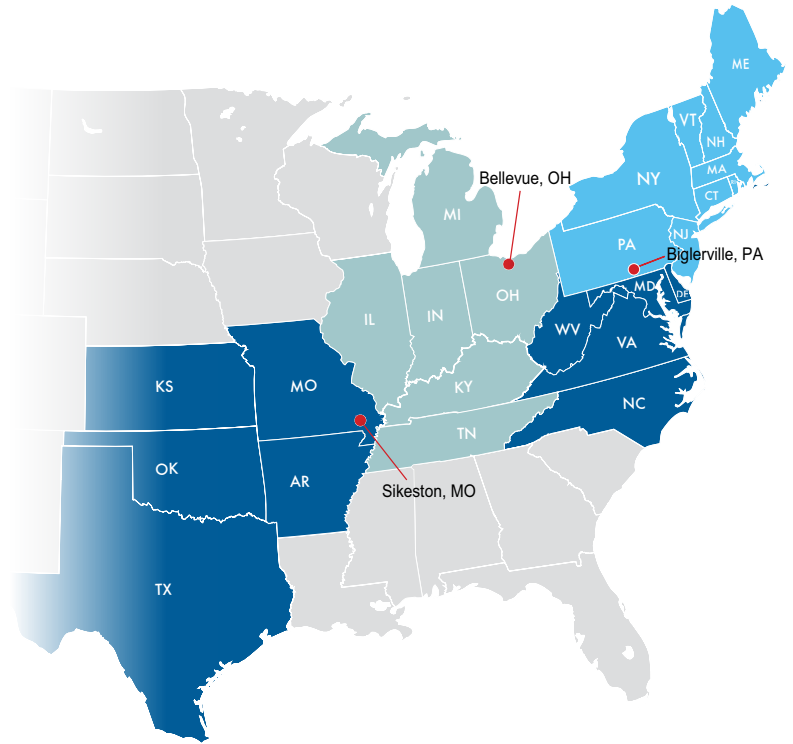 ME
VT
NH
Bellevue, OH
MA
NY
CT
MI
NJ
PA
Biglerville, PA
MD
DE
OH
IN
IL
WV
VA
KS
MO
KY
NC
TN
OK
AR
Sikeston, MO
TX